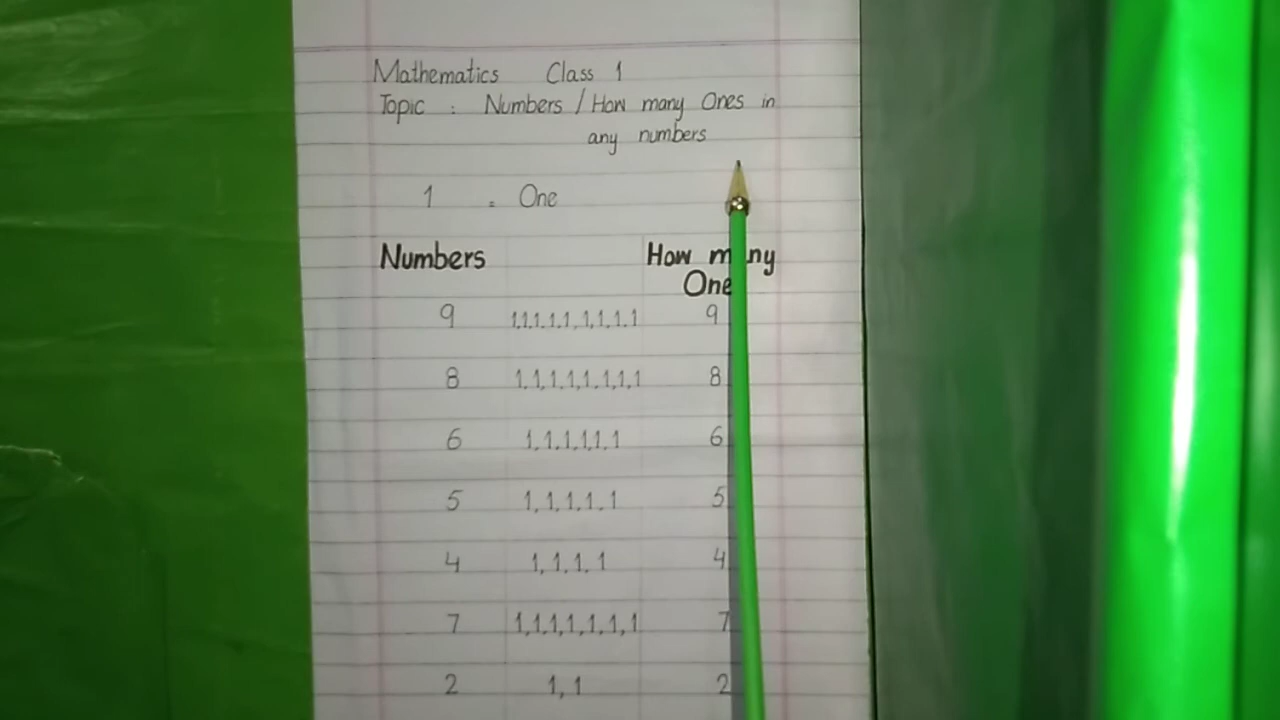 Mathematics Class 1
Topic : Numbers / How many Ones in
any numbers
1 = One
Numbers How many
One
9 1,1,1,1,1,1,1,1,1 9
8 1,1,1,1,1,1,1,1 8
6 1,1,1,1,1,1 6
5 1,1,1,1,1 5
4 1,1,1,1 4
7 1,1,1,1,1,1,1 7
2 1,1 2